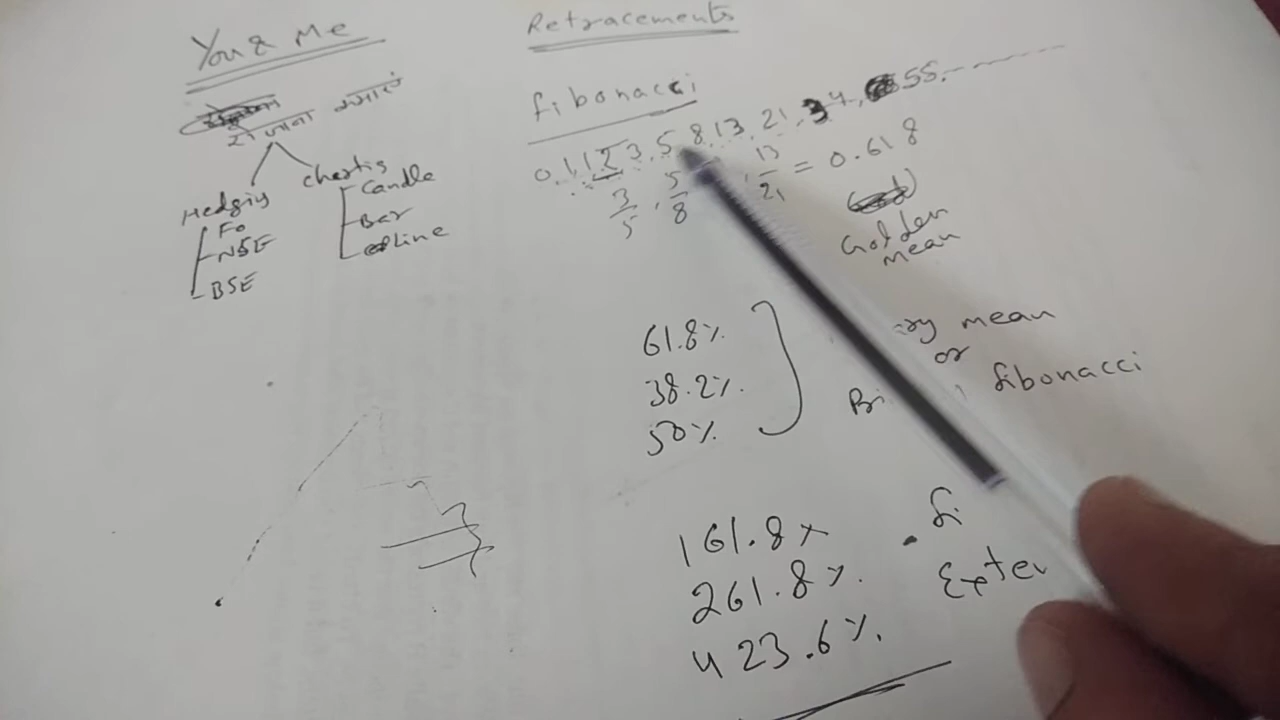 You & Me
Hedging
Fo
NSE
BSE
Candle
Bar
Line
Retracements
fibonacci
0, 1, 1 2 3, 5 8, 13, 21, 34, 55,
3/5, 5/8, 13/21 = 0.618
Golden
mean
61.8%
38.2%
50%
mean
or
fibonacci
161.8%
261.8%
423.6%